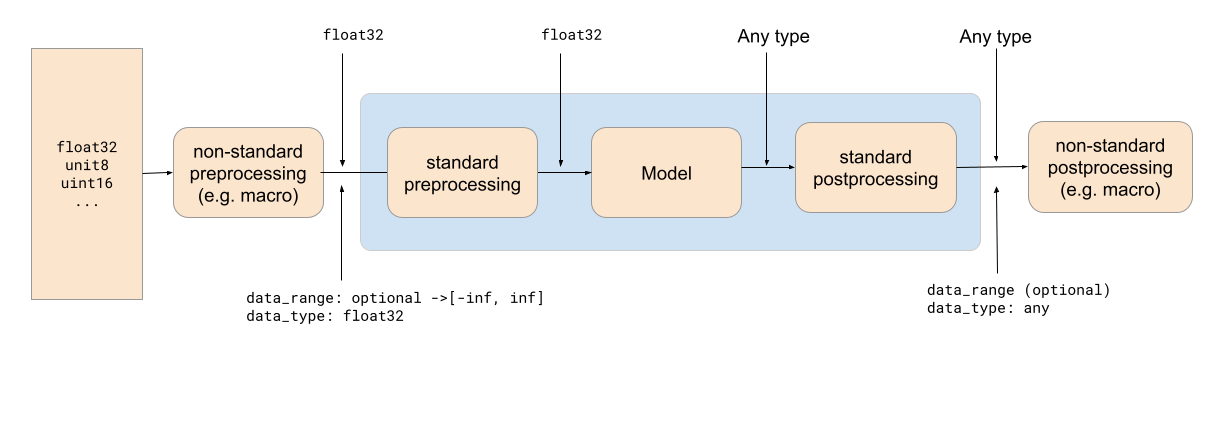 float32
float32
Any type
Any type
float32
unit8
uint16
...
non-standard
preprocessing
(e.g. macro)
standard
preprocessing
Model
standard
postprocessing
non-standard
postprocessing
(e.g. macro)
data_range: optional ->[-inf, inf]
data_type: float32
data_range (optional)
data_type: any